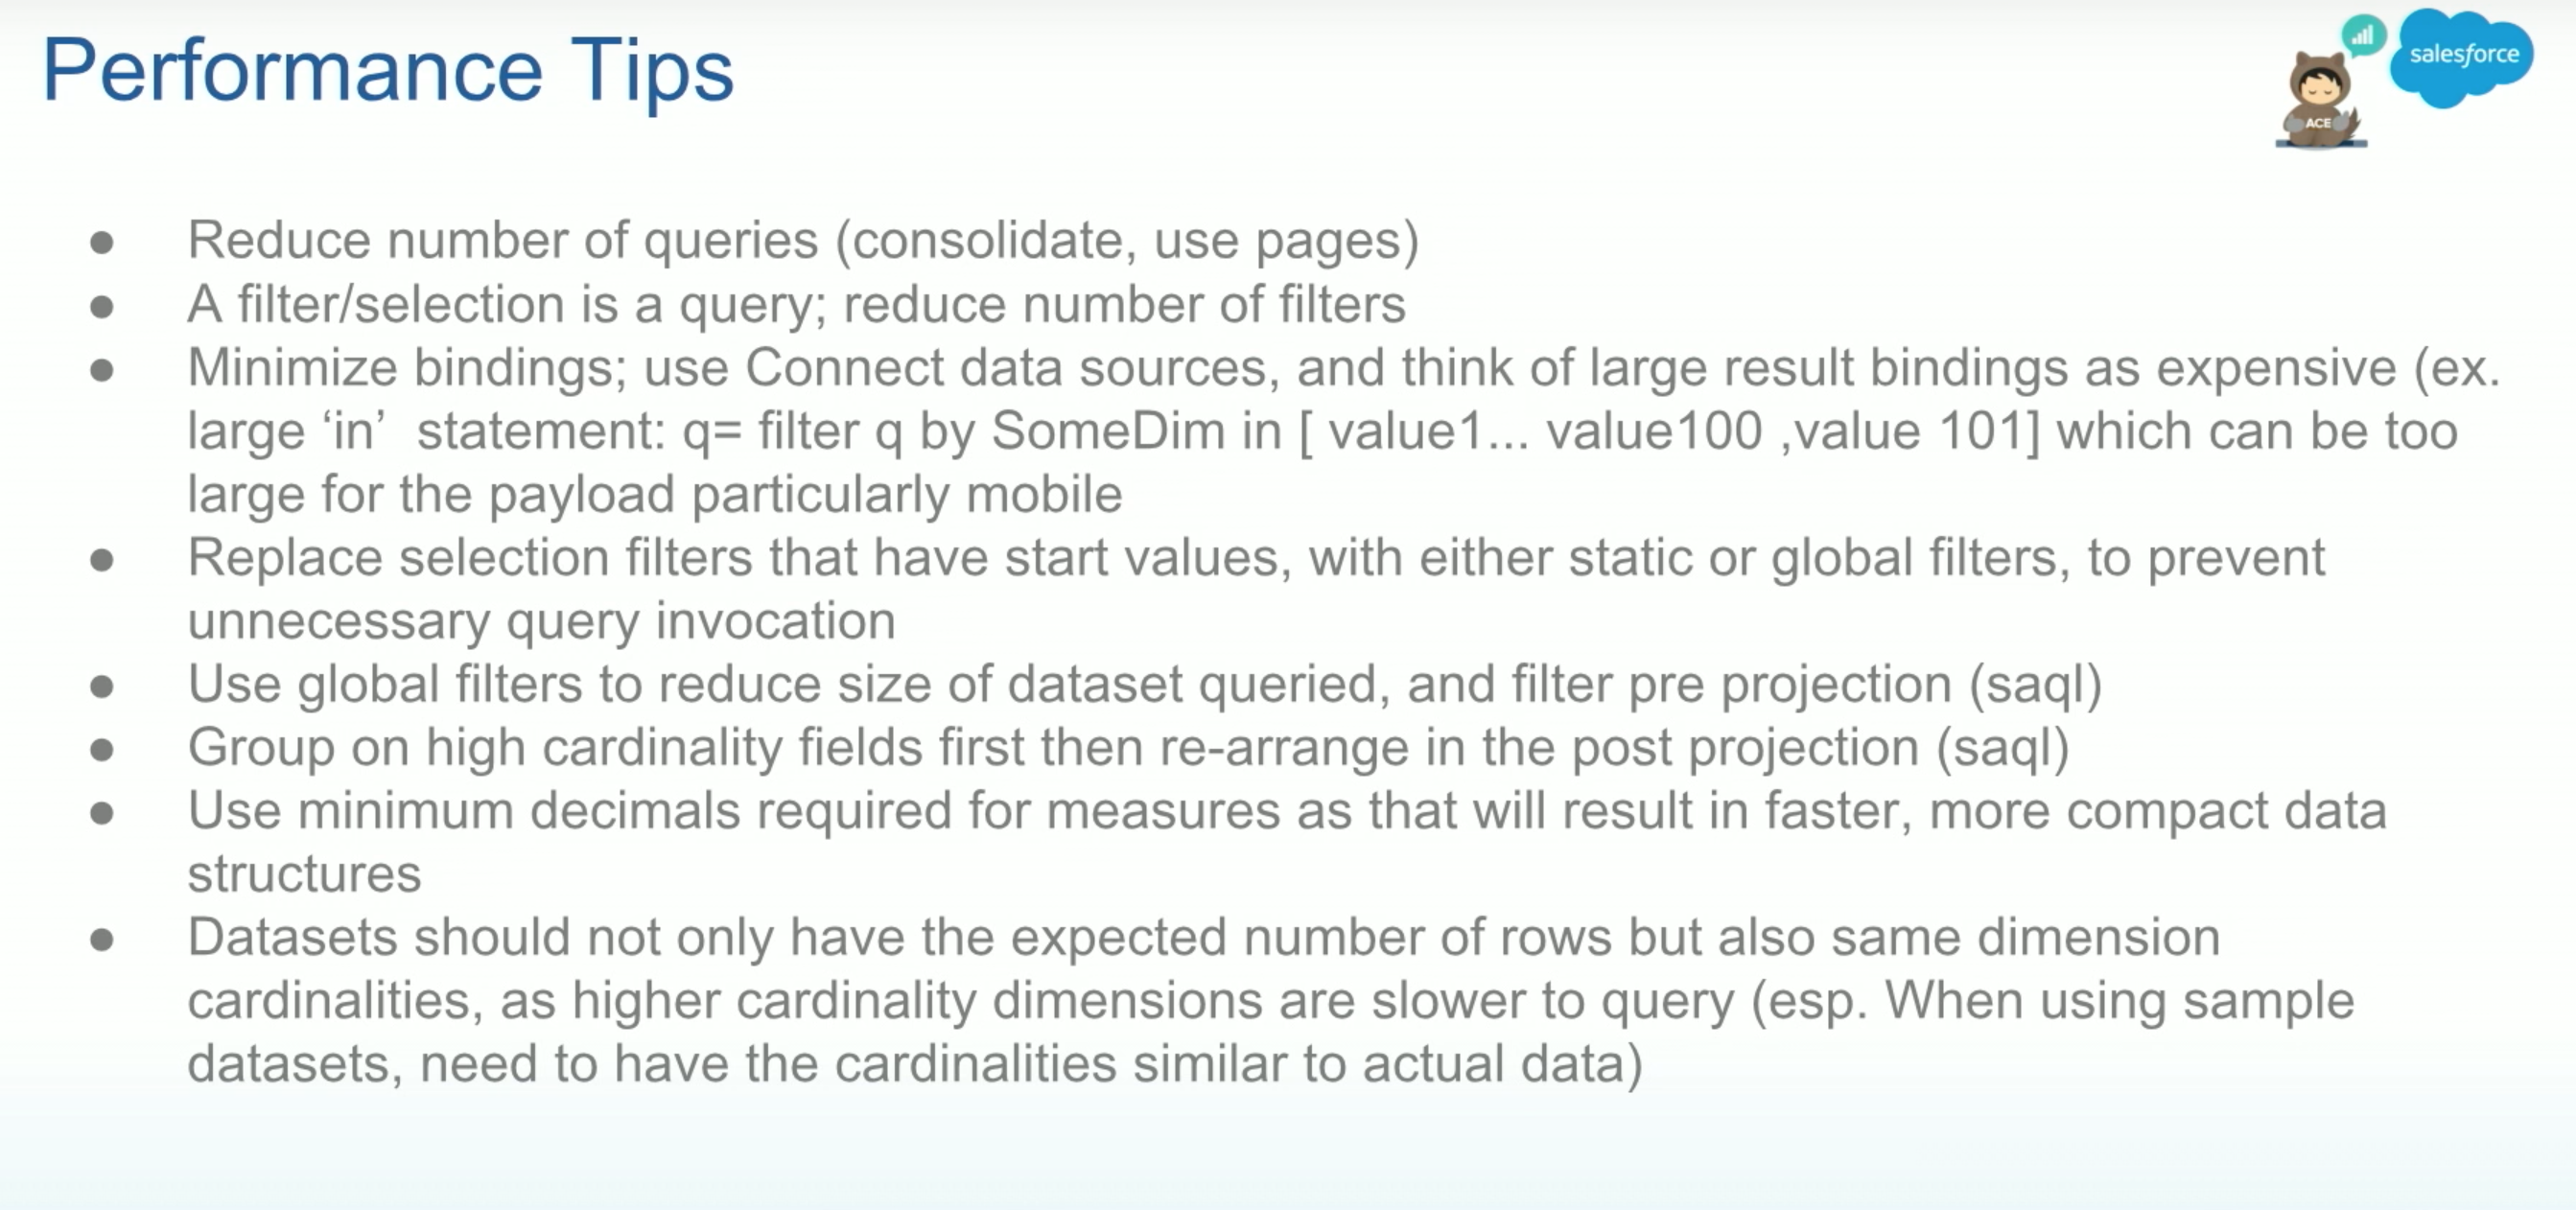 Performance Tips
salesforce
ACE
● Reduce number of queries (consolidate, use pages)
● A filter/selection is a query; reduce number of filters
● Minimize bindings; use Connect data sources, and think of large result bindings as expensive (ex.
large ‘in’  statement: q= filter q by SomeDim in [ value1... value100 ,value 101] which can be too
large for the payload particularly mobile
● Replace selection filters that have start values, with either static or global filters, to prevent
unnecessary query invocation
● Use global filters to reduce size of dataset queried, and filter pre projection (saql)
● Group on high cardinality fields first then re-arrange in the post projection (saql)
● Use minimum decimals required for measures as that will result in faster, more compact data
structures
● Datasets should not only have the expected number of rows but also same dimension
cardinalities, as higher cardinality dimensions are slower to query (esp. When using sample
datasets, need to have the cardinalities similar to actual data)